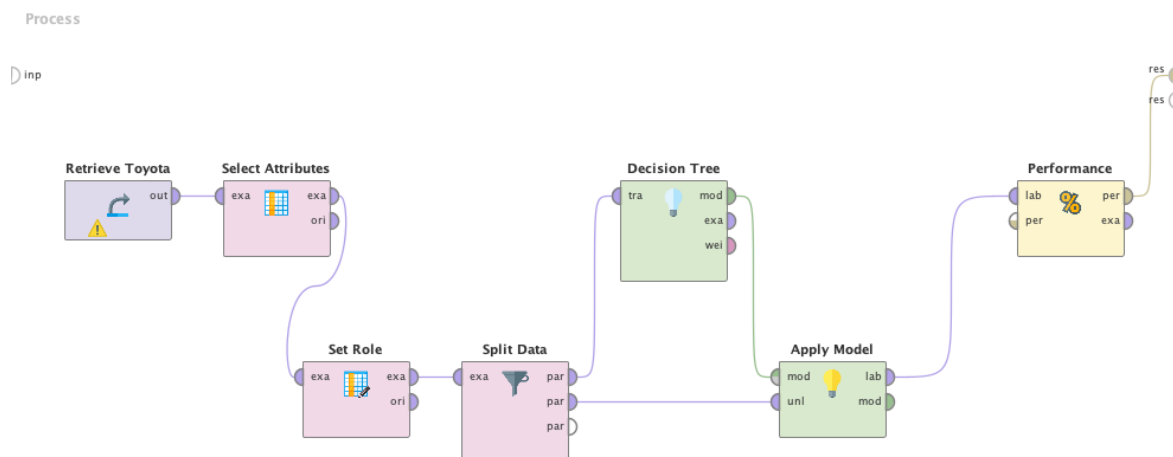 Process
inp
res
res
Retrieve Toyota
out
Select Attributes
exa exa
ori
Decision Tree
tra mod
exa
wei
Performance
lab per
per exa
%
Set Role
exa exa
ori
Split Data
exa par
par
par
Apply Model
mod lab
unl mod